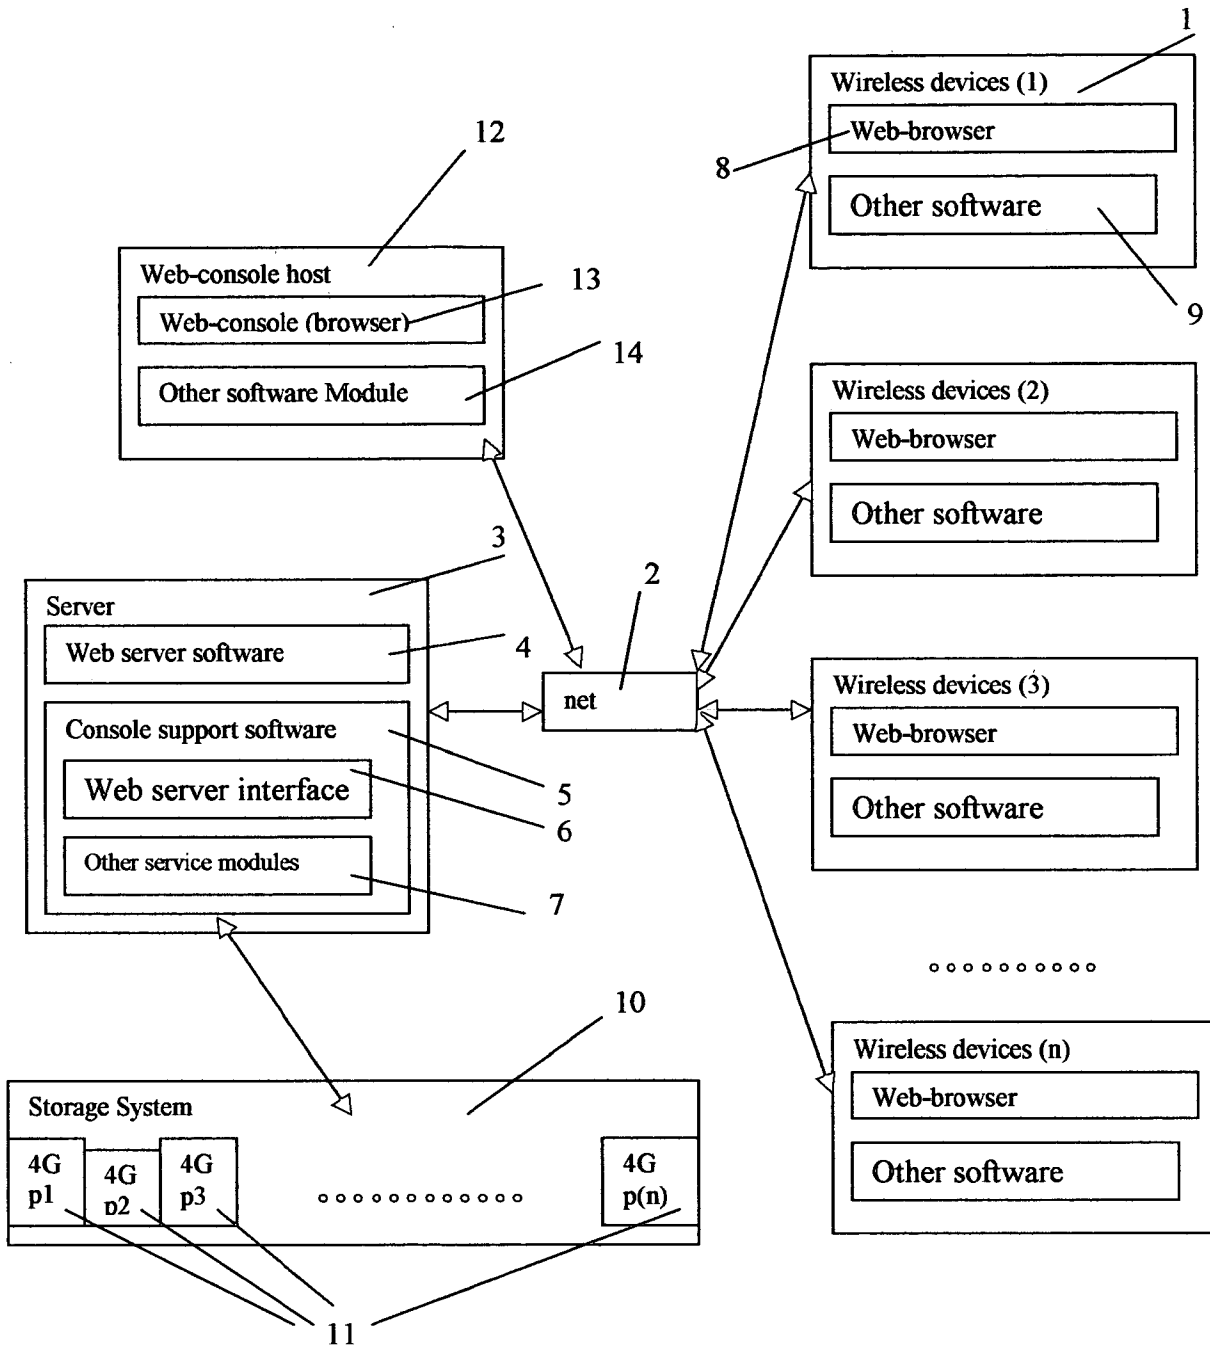 1
Wireless devices (1)
Web-browser
8
Other software
9
12
Web-console host
13
Web-console (browser)
14
Other software Module
Wireless devices (2)
Web-browser
Other software
3
Server
Web server software
4
2
net
Console support software
Web server interface
5
6
Other service modules
7
Wireless devices (3)
Web-browser
Other software
10
Storage System
4G
p1
4G
p2
4G
p3
4G
p(n)
11
Wireless devices (n)
Web-browser
Other software